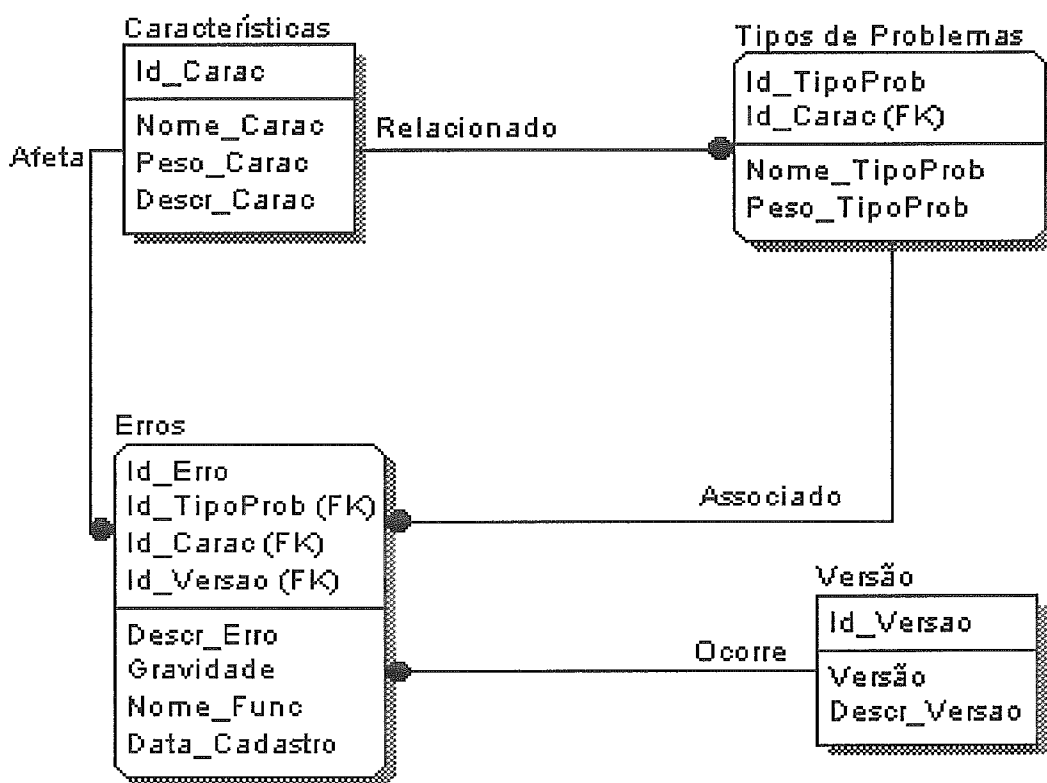 Características
Id_Carac
Nome_Carac
Peso_Carac
Descr_Carac
Afeta
Relacionado
Tipos de Problemas
Id_TipoProb
Id_Carac (FK)
Nome_TipoProb
Peso_TipoProb
Erros
Id_Erro
Id_TipoProb (FK)
Id_Carac (FK)
Id_Versao (FK)
Descr_Erro
Gravidade
Nome_Func
Data_Cadastro
Associado
Ocorre
Versão
Id_Versao
Versão
Descr_Versao